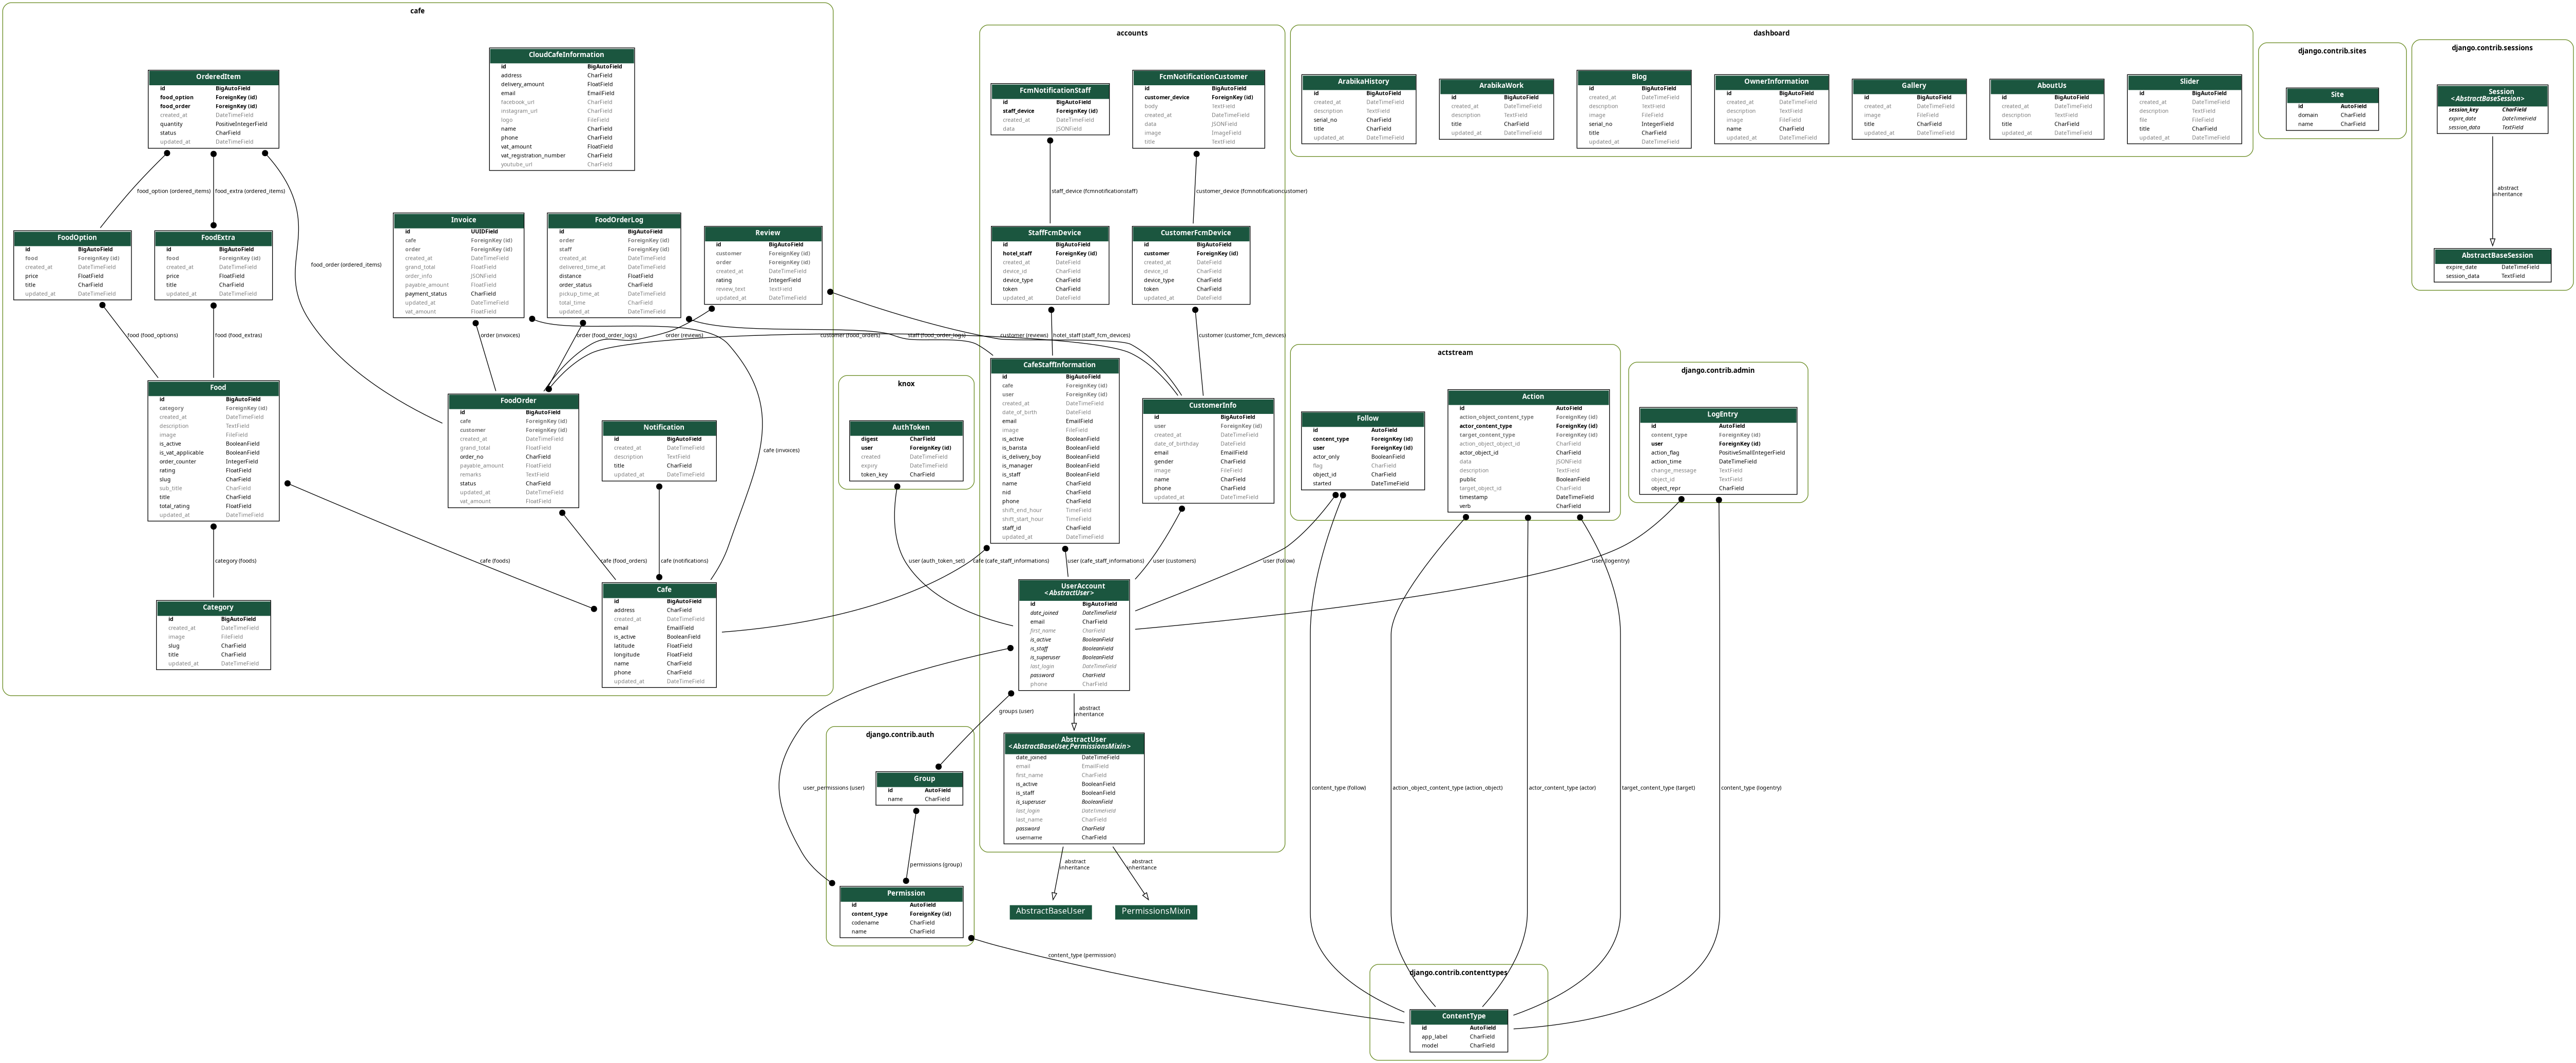 cafe
OrderedItem
id BigAutoField
food_option ForeignKey (id)
food_order ForeignKey (id)
created_at DateTimeField
quantity PositiveIntegerField
status CharField
updated_at DateTimeField
CloudCafeInformation
id BigAutoField
address CharField
delivery_amount FloatField
email EmailField
facebook_url CharField
instagram_url CharField
logo FileField
name CharField
phone CharField
vat_amount FloatField
vat_registration_number CharField
youtube_url CharField
food_option (ordered_items)
food_extra (ordered_items)
food_order (ordered_items)
FoodOption
id BigAutoField
food ForeignKey (id)
created_at DateTimeField
price FloatField
title CharField
updated_at DateTimeField
FoodExtra
id BigAutoField
food ForeignKey (id)
created_at DateTimeField
price FloatField
title CharField
updated_at DateTimeField
Invoice
id UUIDField
cafe ForeignKey (id)
order ForeignKey (id)
created_at DateTimeField
grand_total FloatField
order_info JSONField
payable_amount FloatField
payment_status CharField
updated_at DateTimeField
vat_amount FloatField
FoodOrderLog
id BigAutoField
order ForeignKey (id)
staff ForeignKey (id)
created_at DateTimeField
delivered_time_at DateTimeField
distance FloatField
order_status CharField
pickup_time_at DateTimeField
total_time CharField
updated_at DateTimeField
Review
id BigAutoField
customer ForeignKey (id)
order ForeignKey (id)
created_at DateTimeField
rating IntegerField
review_text TextField
updated_at DateTimeField
food (food_options)
food (food_extras)
order (invoices)
order (food_order_logs)
order (reviews)
customer (food_orders)
staff (food_order_logs)
customer (reviews)
hotel_staff (staff_fcm_devices)
customer (customer_fcm_devices)
Food
id BigAutoField
category ForeignKey (id)
created_at DateTimeField
description TextField
image FileField
is_active BooleanField
is_vat_applicable BooleanField
order_counter IntegerField
rating FloatField
slug CharField
sub_title CharField
title CharField
total_rating FloatField
updated_at DateTimeField
FoodOrder
id BigAutoField
cafe ForeignKey (id)
customer ForeignKey (id)
created_at DateTimeField
grand_total FloatField
order_no CharField
payable_amount FloatField
remarks TextField
status CharField
updated_at DateTimeField
vat_amount FloatField
Notification
id BigAutoField
created_at DateTimeField
description TextField
title CharField
updated_at DateTimeField
cafe (invoices)
category (foods)
cafe (foods)
cafe (food_orders)
cafe (notifications)
cafe (cafe_staff_informations)
Category
id BigAutoField
created_at DateTimeField
image FileField
slug CharField
title CharField
updated_at DateTimeField
Cafe
id BigAutoField
address CharField
created_at DateTimeField
email EmailField
is_active BooleanField
latitude FloatField
longitude FloatField
name CharField
phone CharField
updated_at DateTimeField
knox
AuthToken
digest CharField
user ForeignKey (id)
created DateTimeField
expiry DateTimeField
token_key CharField
user (auth_token_set)
accounts
FcmNotificationStaff
id BigAutoField
staff_device ForeignKey (id)
created_at DateTimeField
data JSONField
FcmNotificationCustomer
id BigAutoField
customer_device ForeignKey (id)
body TextField
created_at DateTimeField
data JSONField
image ImageField
title TextField
staff_device (fcmnotificationstaff)
customer_device (fcmnotificationcustomer)
StaffFcmDevice
id BigAutoField
hotel_staff ForeignKey (id)
created_at DateField
device_id CharField
device_type CharField
token CharField
updated_at DateField
CustomerFcmDevice
id BigAutoField
customer ForeignKey (id)
created_at DateField
device_id CharField
device_type CharField
token CharField
updated_at DateField
CafeStaffInformation
id BigAutoField
cafe ForeignKey (id)
user ForeignKey (id)
created_at DateTimeField
date_of_birth DateField
email EmailField
image FileField
is_active BooleanField
is_barista BooleanField
is_delivery_boy BooleanField
is_manager BooleanField
is_staff BooleanField
name CharField
nid CharField
phone CharField
shift_end_hour TimeField
shift_start_hour TimeField
staff_id CharField
updated_at DateTimeField
CustomerInfo
id BigAutoField
user ForeignKey (id)
created_at DateTimeField
date_of_birthday DateField
email EmailField
gender CharField
image FileField
name CharField
phone CharField
updated_at DateTimeField
user (cafe_staff_informations)
user (customers)
UserAccount
<AbstractUser>
id BigAutoField
date_joined DateTimeField
email CharField
first_name CharField
is_active BooleanField
is_staff BooleanField
is_superuser BooleanField
last_login DateTimeField
password CharField
phone CharField
groups (user)
abstract
inheritance
user_permissions (user)
AbstractUser
<AbstractBaseUser,PermissionsMixin>
date_joined DateTimeField
email EmailField
first_name CharField
is_active BooleanField
is_staff BooleanField
is_superuser BooleanField
last_login DateTimeField
last_name CharField
password CharField
username CharField
abstract
inheritance
abstract
inheritance
AbstractBaseUser
PermissionsMixin
django.contrib.auth
Group
id AutoField
name CharField
permissions (group)
Permission
id AutoField
content_type ForeignKey (id)
codename CharField
name CharField
content_type (permission)
dashboard
ArabikaHistory
id BigAutoField
created_at DateTimeField
description TextField
serial_no CharField
title CharField
updated_at DateTimeField
ArabikaWork
id BigAutoField
created_at DateTimeField
description TextField
title CharField
updated_at DateTimeField
Blog
id BigAutoField
created_at DateTimeField
description TextField
image FileField
serial_no IntegerField
title CharField
updated_at DateTimeField
OwnerInformation
id BigAutoField
created_at DateTimeField
description TextField
image FileField
name CharField
updated_at DateTimeField
Gallery
id BigAutoField
created_at DateTimeField
image FileField
title CharField
updated_at DateTimeField
AboutUs
id BigAutoField
created_at DateTimeField
description TextField
title CharField
updated_at DateTimeField
Slider
id BigAutoField
created_at DateTimeField
description TextField
file FileField
title CharField
updated_at DateTimeField
django.contrib.sites
Site
id AutoField
domain CharField
name CharField
django.contrib.sessions
Session
<AbstractBaseSession>
session_key CharField
expire_date DateTimeField
session_data TextField
abstract
inheritance
AbstractBaseSession
expire_date DateTimeField
session_data TextField
actstream
Follow
id AutoField
content_type ForeignKey (id)
user ForeignKey (id)
actor_only BooleanField
flag CharField
object_id CharField
started DateTimeField
Action
id AutoField
action_object_content_type ForeignKey (id)
actor_content_type ForeignKey (id)
target_content_type ForeignKey (id)
action_object_object_id CharField
actor_object_id CharField
data JSONField
description TextField
public BooleanField
target_object_id CharField
timestamp DateTimeField
verb CharField
django.contrib.admin
LogEntry
id AutoField
content_type ForeignKey (id)
user ForeignKey (id)
action_flag PositiveSmallIntegerField
action_time DateTimeField
change_message TextField
object_id TextField
object_repr CharField
user (follow)
user (logentry)
content_type (follow)
action_object_content_type (action_object)
actor_content_type (actor)
target_content_type (target)
content_type (logentry)
django.contrib.contenttypes
ContentType
id AutoField
app_label CharField
model CharField